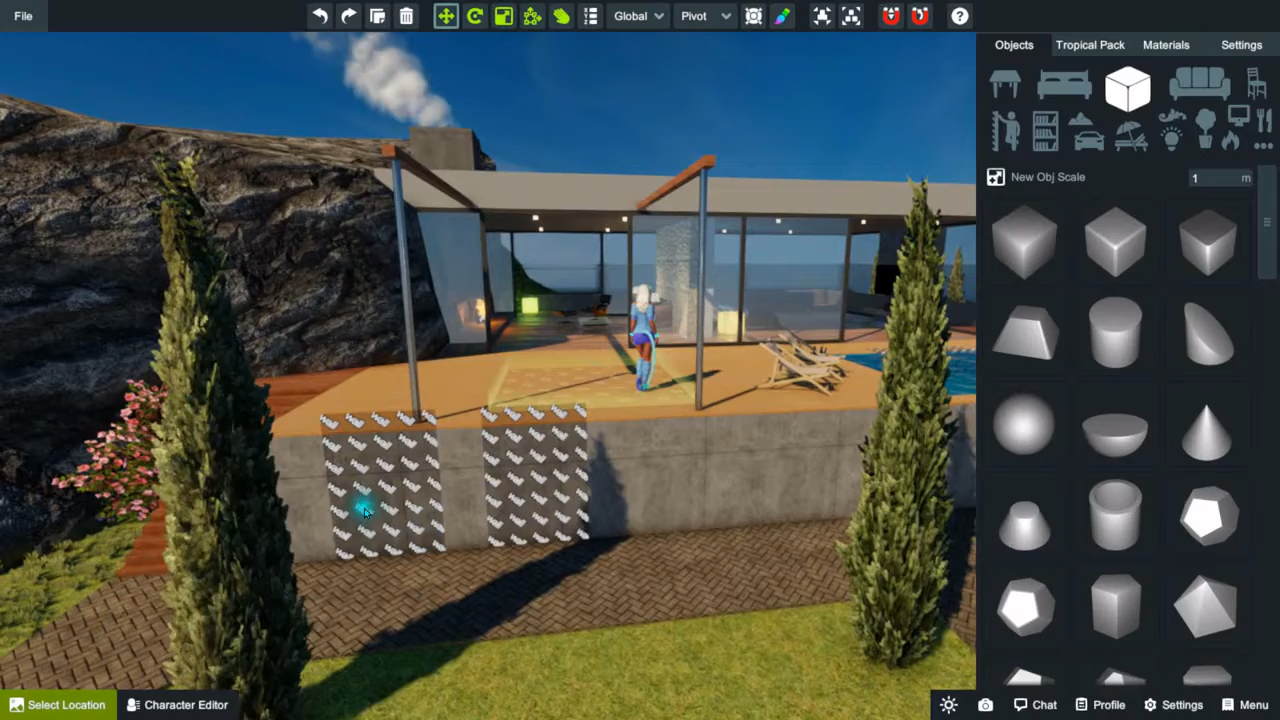 File
Global
Pivot
Objects
Tropical Pack
Materials
Settings
New Obj Scale
1
m
Select Location
Character Editor
Chat
Profile
Settings
Menu